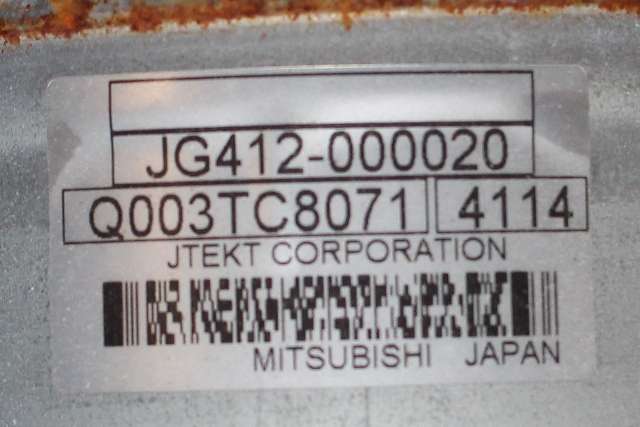 JG412-000020
Q003TC8071 4114
JTEKT CORPORATION
MITSUBISHI JAPAN